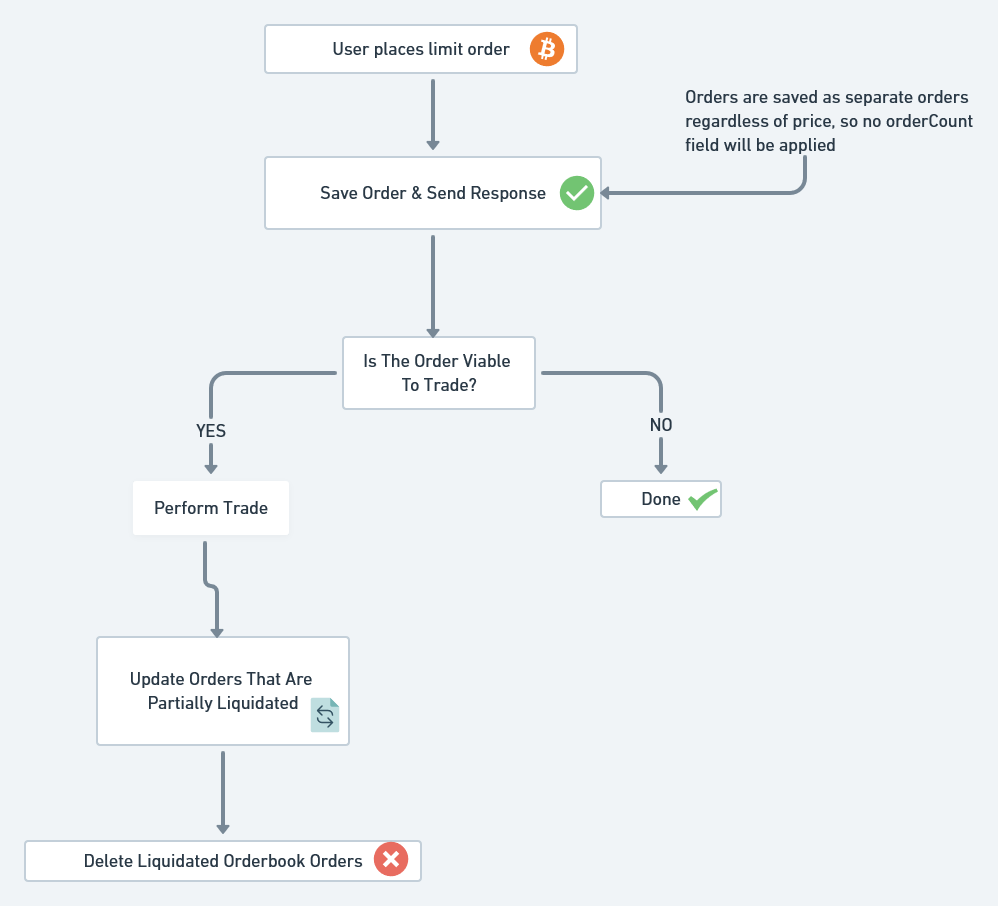 User places limit order
Orders are saved as separate orders
regardless of price, so no orderCount
field will be applied
Save Order & Send Response
Is The Order Viable
To Trade?
YES
NO
Perform Trade
Done
Update Orders That Are
Partially Liquidated
Delete Liquidated Orderbook Orders